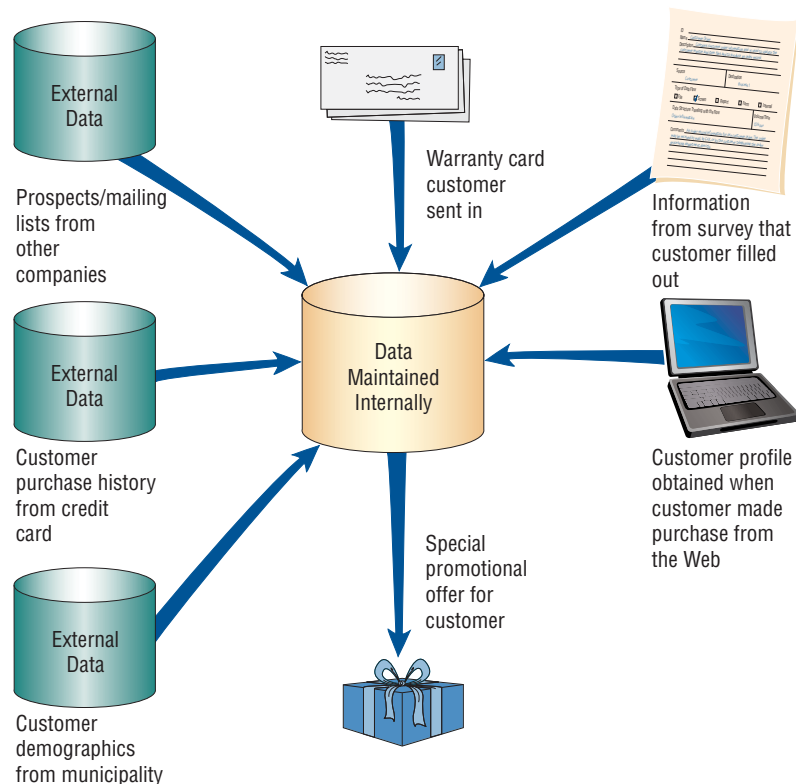 External
Data
Prospects/mailing
lists from
other
companies
Warranty card
customer
sent in
Information
from survey that
customer filled
out
External
Data
Customer
purchase history
from credit
card
Data
Maintained
Internally
Customer profile
obtained when
customer made
purchase from
the Web
External
Data
Customer
demographics
from municipality
Special
promotional
offer for
customer